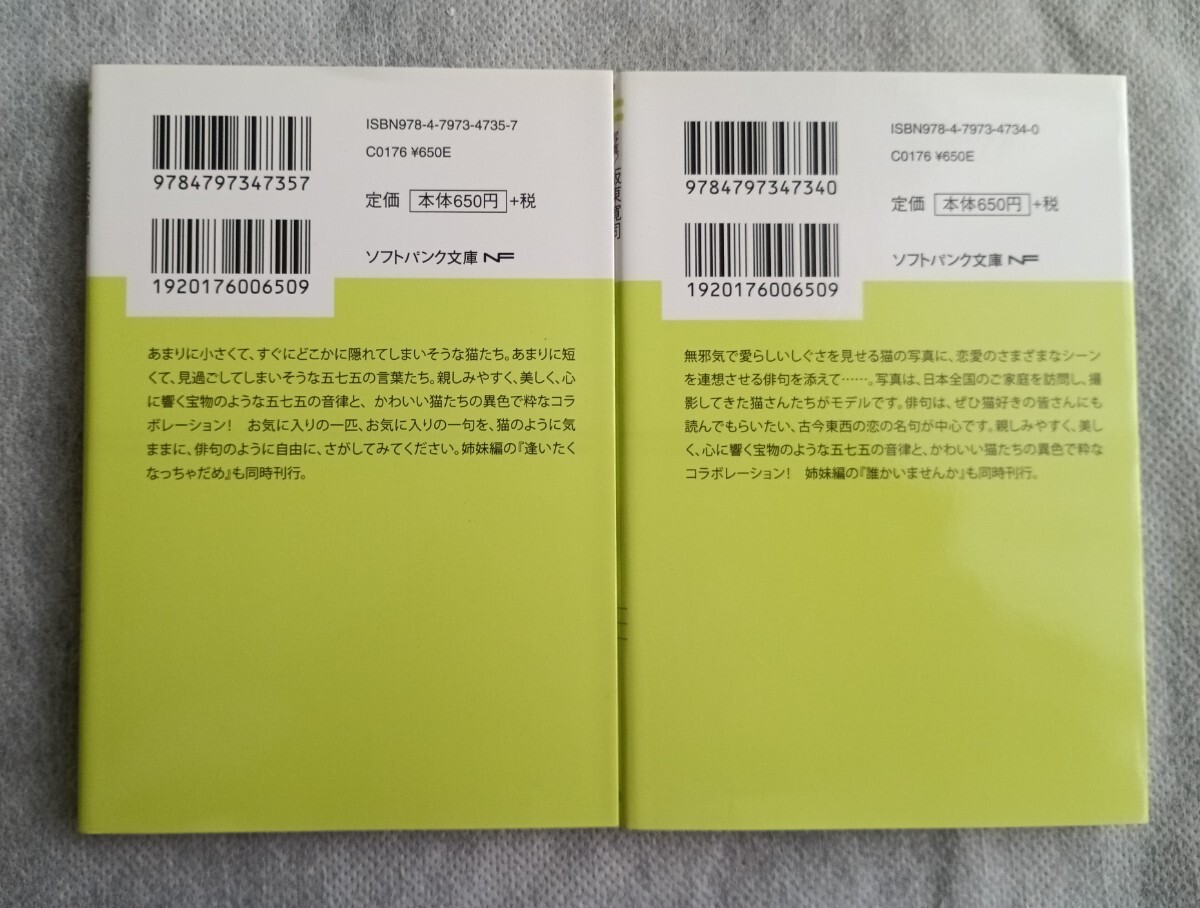 ISBN978-4-7973-4735-7
C0176 ¥650E
9784797347357
定価 本体650円 +税
ソフトバンク文庫 NF
1920176006509
あまりに小さくて、すぐにどこかに隠れてしまいそうな猫たち。あまりに短
くて、見過ごしてしまいそうな五七五の言葉たち。親しみやすく、美しく、心
に響く宝物のような五七五の音律と、かわいい猫たちの異色で粋なコラ
ボレーション！　お気に入りの一匹、お気に入りの一句を、猫のように気
ままに、俳句のように自由に、さがしてみてください。姉妹編の『逢いたく
なっちゃだめ』も同時刊行。
坂東寛司
ISBN978-4-7973-4734-0
C0176 ¥650E
9784797347340
定価 本体650円 +税
ソフトバンク文庫 NF
1920176006509
無邪気で愛らしいしぐさを見せる猫の写真に、恋愛のさまざまなシーン
を連想させる俳句を添えて……。写真は、日本全国のご家庭を訪問し、撮
影してきた猫さんたちがモデルです。俳句は、ぜひ猫好きの皆さんにも
読んでもらいたい、古今東西の恋の名句が中心です。親しみやすく、美し
く、心に響く宝物のような五七五の音律と、かわいい猫たちの異色で粋な
コラボレーション！　姉妹編の『誰かいませんか』も同時刊行。